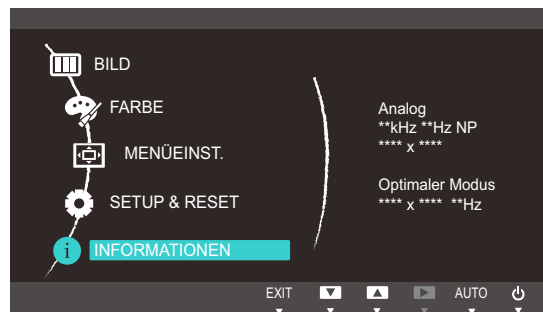 BILD
FARBE
MENÜEINST.
SETUP & RESET
i INFORMATIONEN
Analog
**kHz **Hz NP
**** x ****
Optimaler Modus
**** x **** **Hz
EXIT AUTO